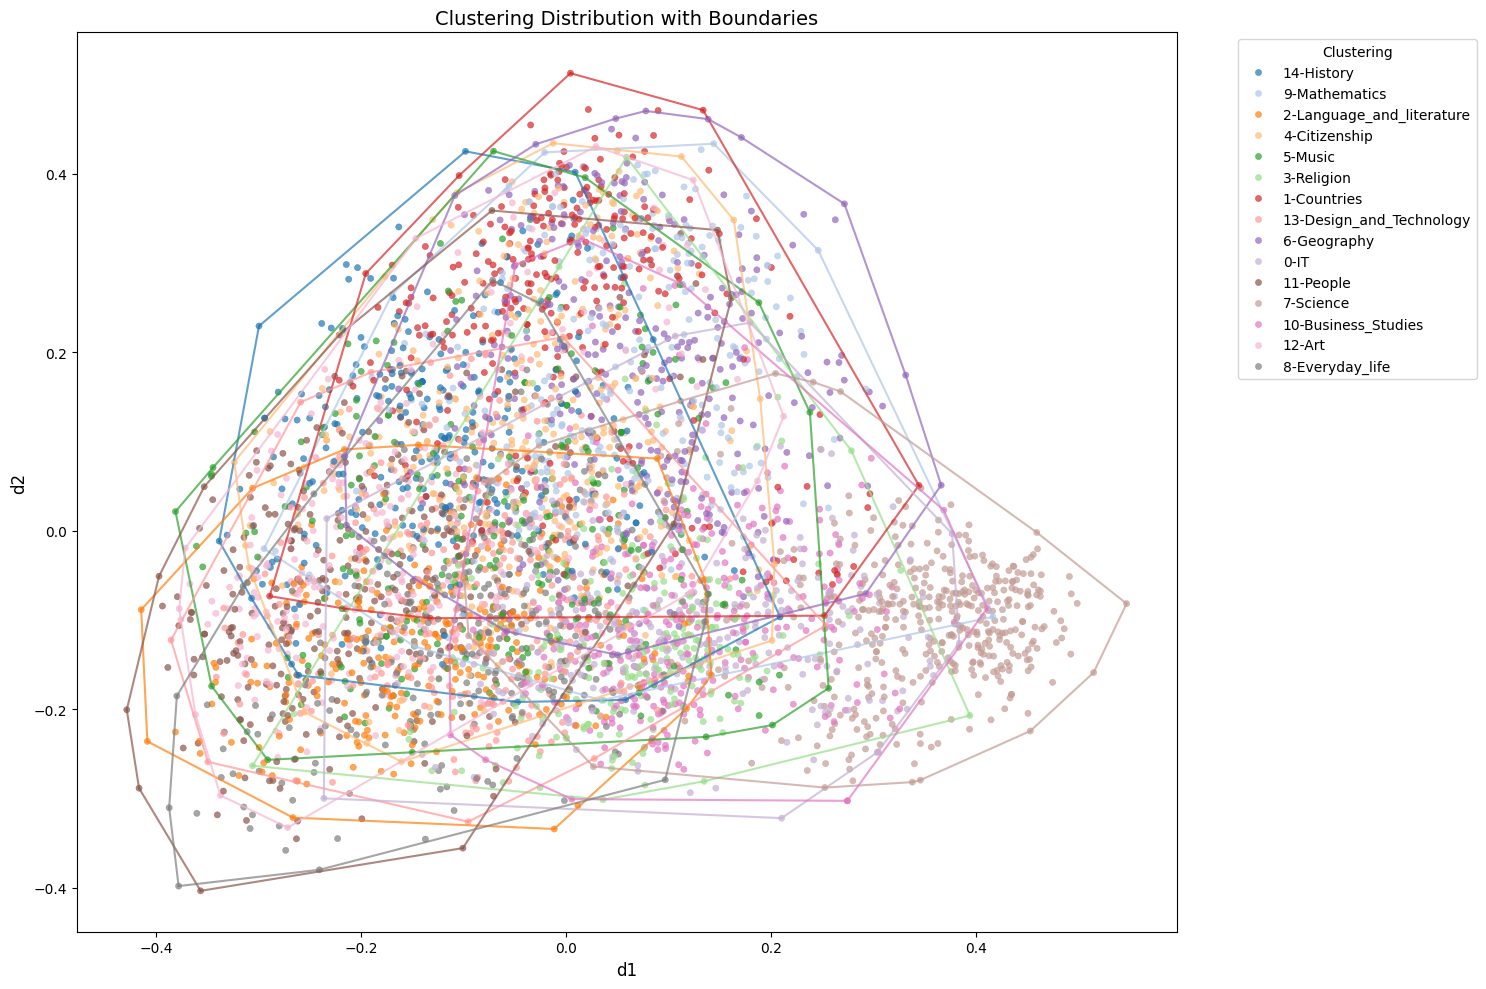 Clustering Distribution with Boundaries
Clustering
14-History
9-Mathematics
2-Language_and_literature
4-Citizenship
5-Music
3-Religion
1-Countries
13-Design_and_Technology
6-Geography
0-IT
11-People
7-Science
10-Business_Studies
12-Art
8-Everyday_life
d2
0.4
0.2
0.0
−0.2
−0.4
−0.4 −0.2 0.0 0.2 0.4
d1